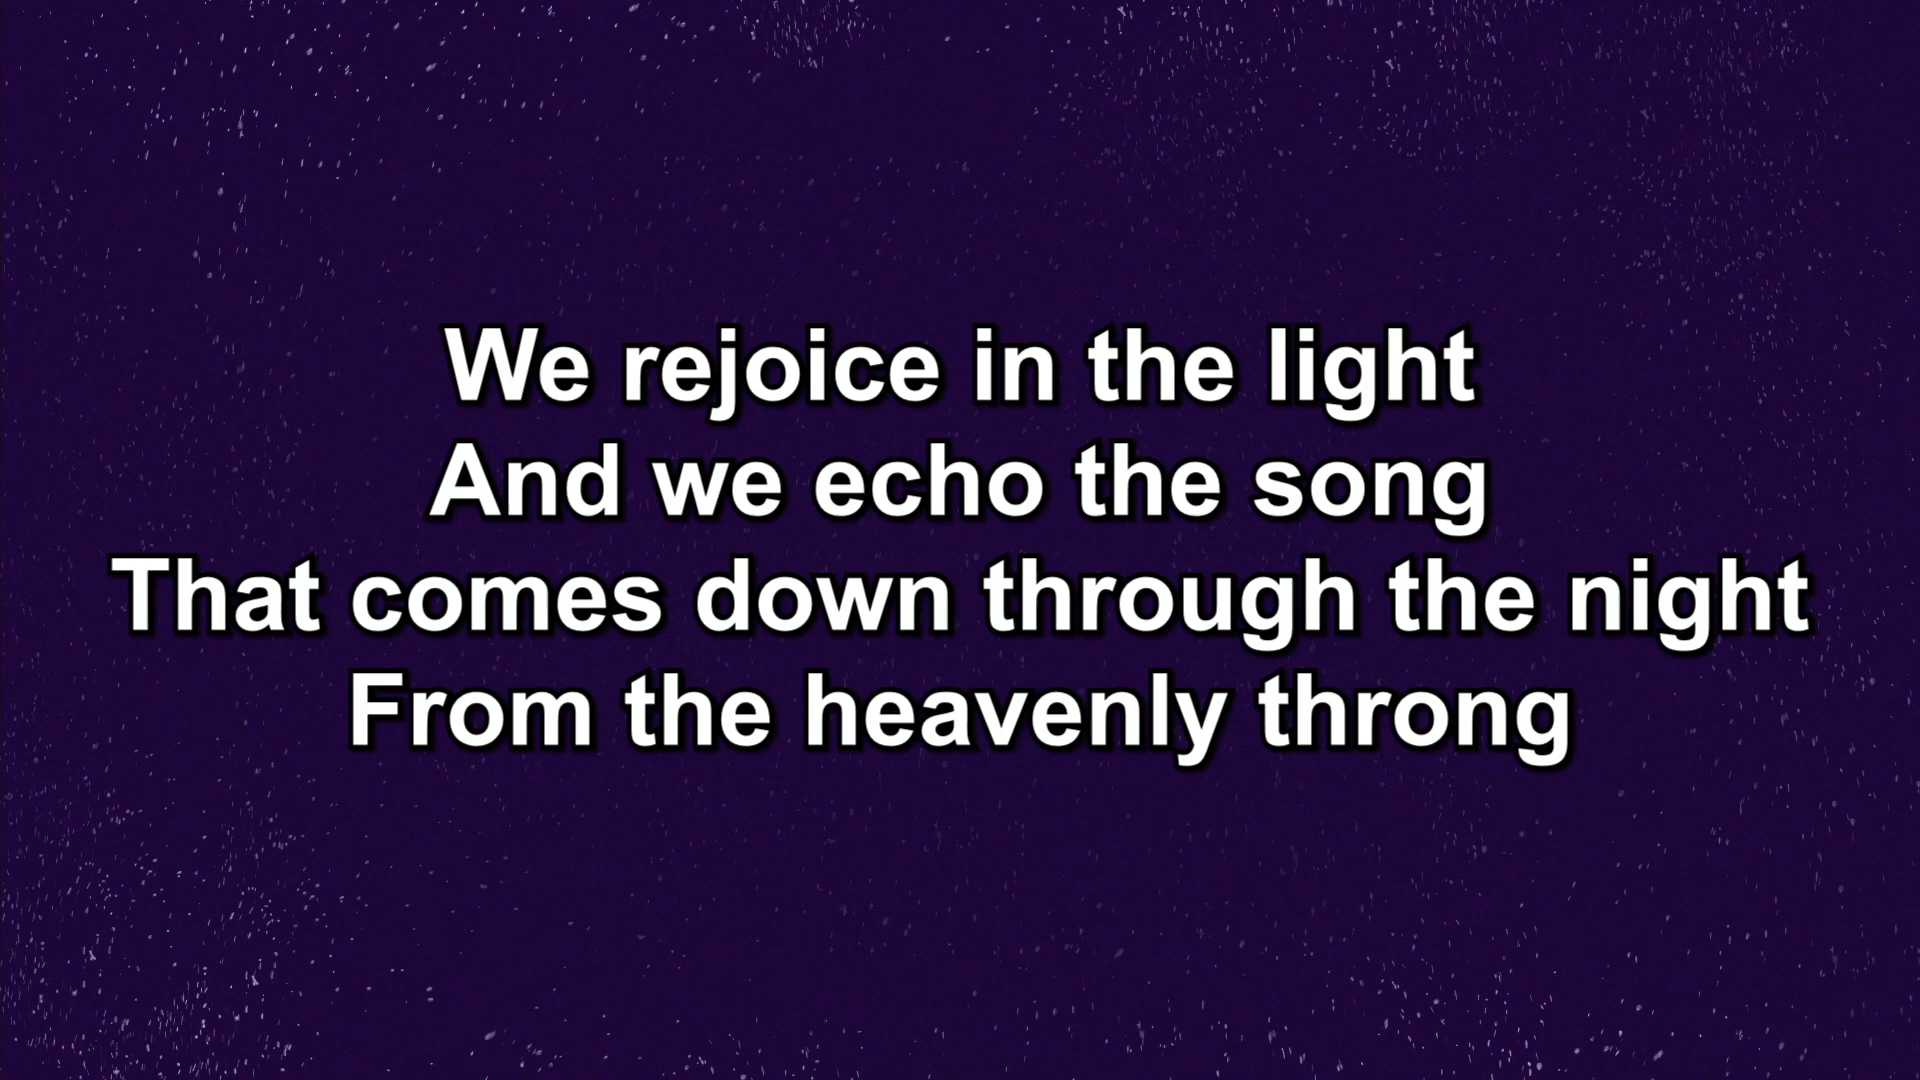 We rejoice in the light
And we echo the song
That comes down through the night
From the heavenly throng